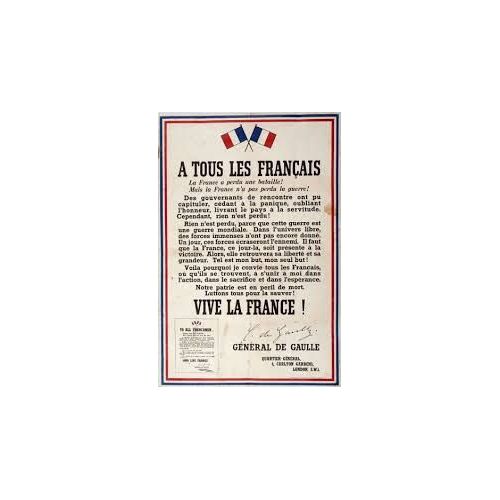 A TOUS LES FRANÇAIS
La France a perdu une bataille!
Mais la France n'a pas perdu la guerre!
Des gouvernants de rencontre ont pu
capituler, cédant à la panique, oubliant
l'honneur, livrant le pays à la servitude.
Cependant, rien n'est perdu!
Rien n'est perdu, parce que cette guerre est
une guerre mondiale. Dans l'univers libre,
des forces immenses n'ont pas encore donné.
Un jour, ces forces écraseront l'ennemi. Il faut
que la France, ce jour-là, soit présente à la
victoire. Alors, elle retrouvera sa liberté et sa
grandeur. Tel est mon but, mon seul but!
Voilà pourquoi je convie tous les Francais,
où qu'ils se trouvent, à s'unir à moi dans
l'action, dans le sacrifice et dans l'espérance.
Notre patrie est en péril de mort.
Luttons tous pour la sauver!
VIVE LA FRANCE !
C. de Gaulle.
GÉNÉRAL DE GAULLE
QUARTIER-GÉNÉRAL,
4, CARLTON GARDENS,
LONDON S.W.1.
TO ALL FRENCHMEN